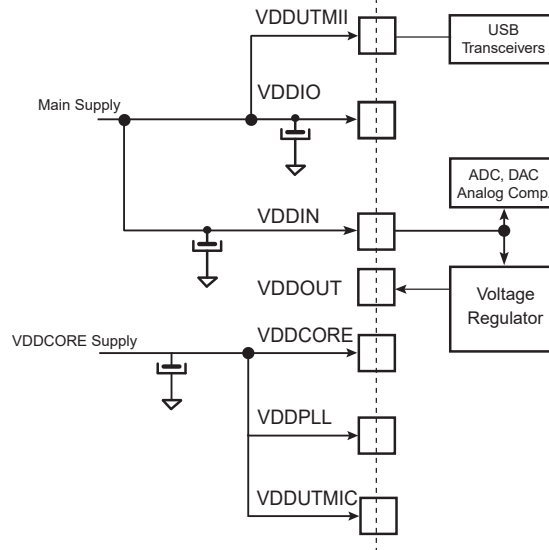 VDDUTMII
USB
Transceivers
VDDIO
Main Supply
ADC, DAC
Analog Comp.
VDDIN
VDDOUT
Voltage
Regulator
VDDCORE
VDDCORE Supply
VDDPLL
VDDUTMIC